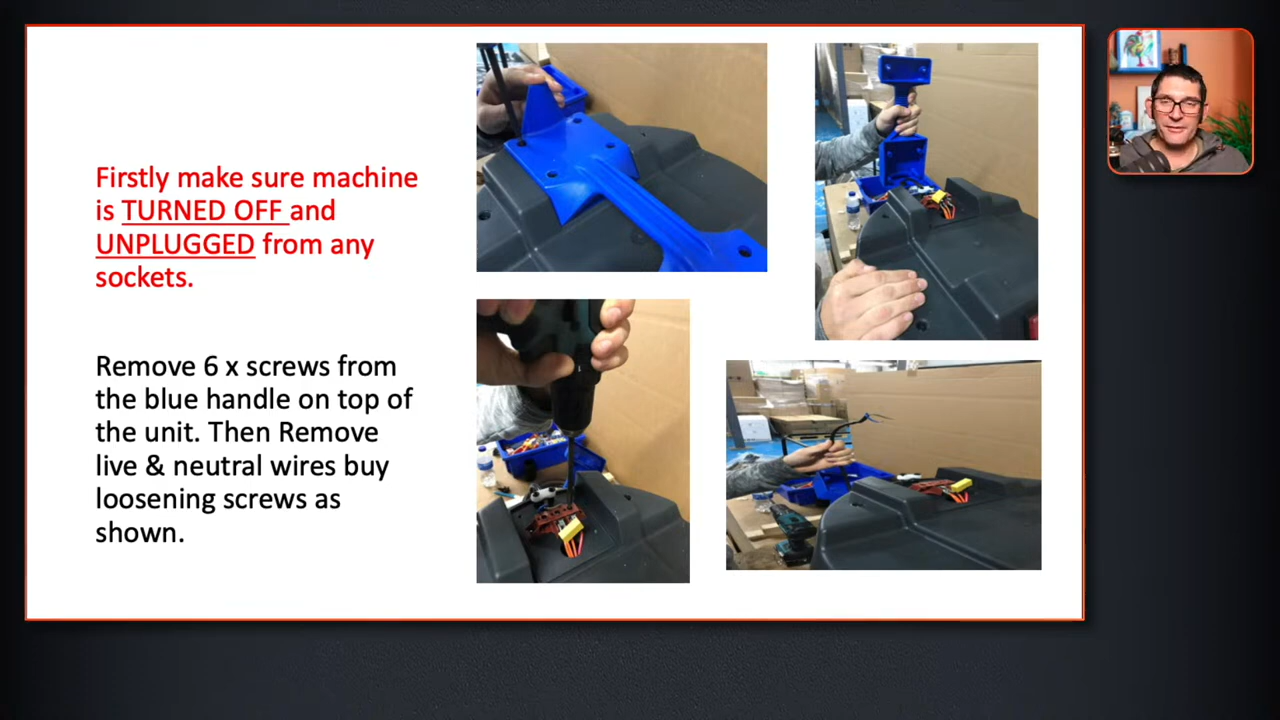 Firstly make sure machine
is TURNED OFF and
UNPLUGGED from any
sockets.
Remove 6 x screws from
the blue handle on top of
the unit. Then Remove
live & neutral wires buy
loosening screws as
shown.